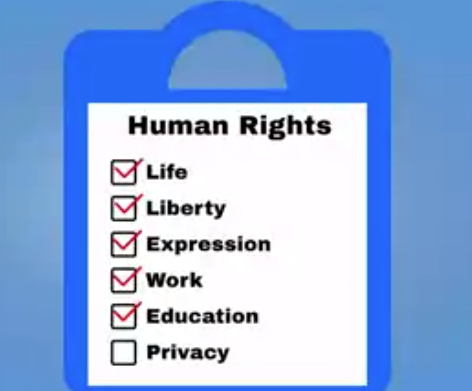 Human Rights
Life
Liberty
Expression
Work
Education
Privacy